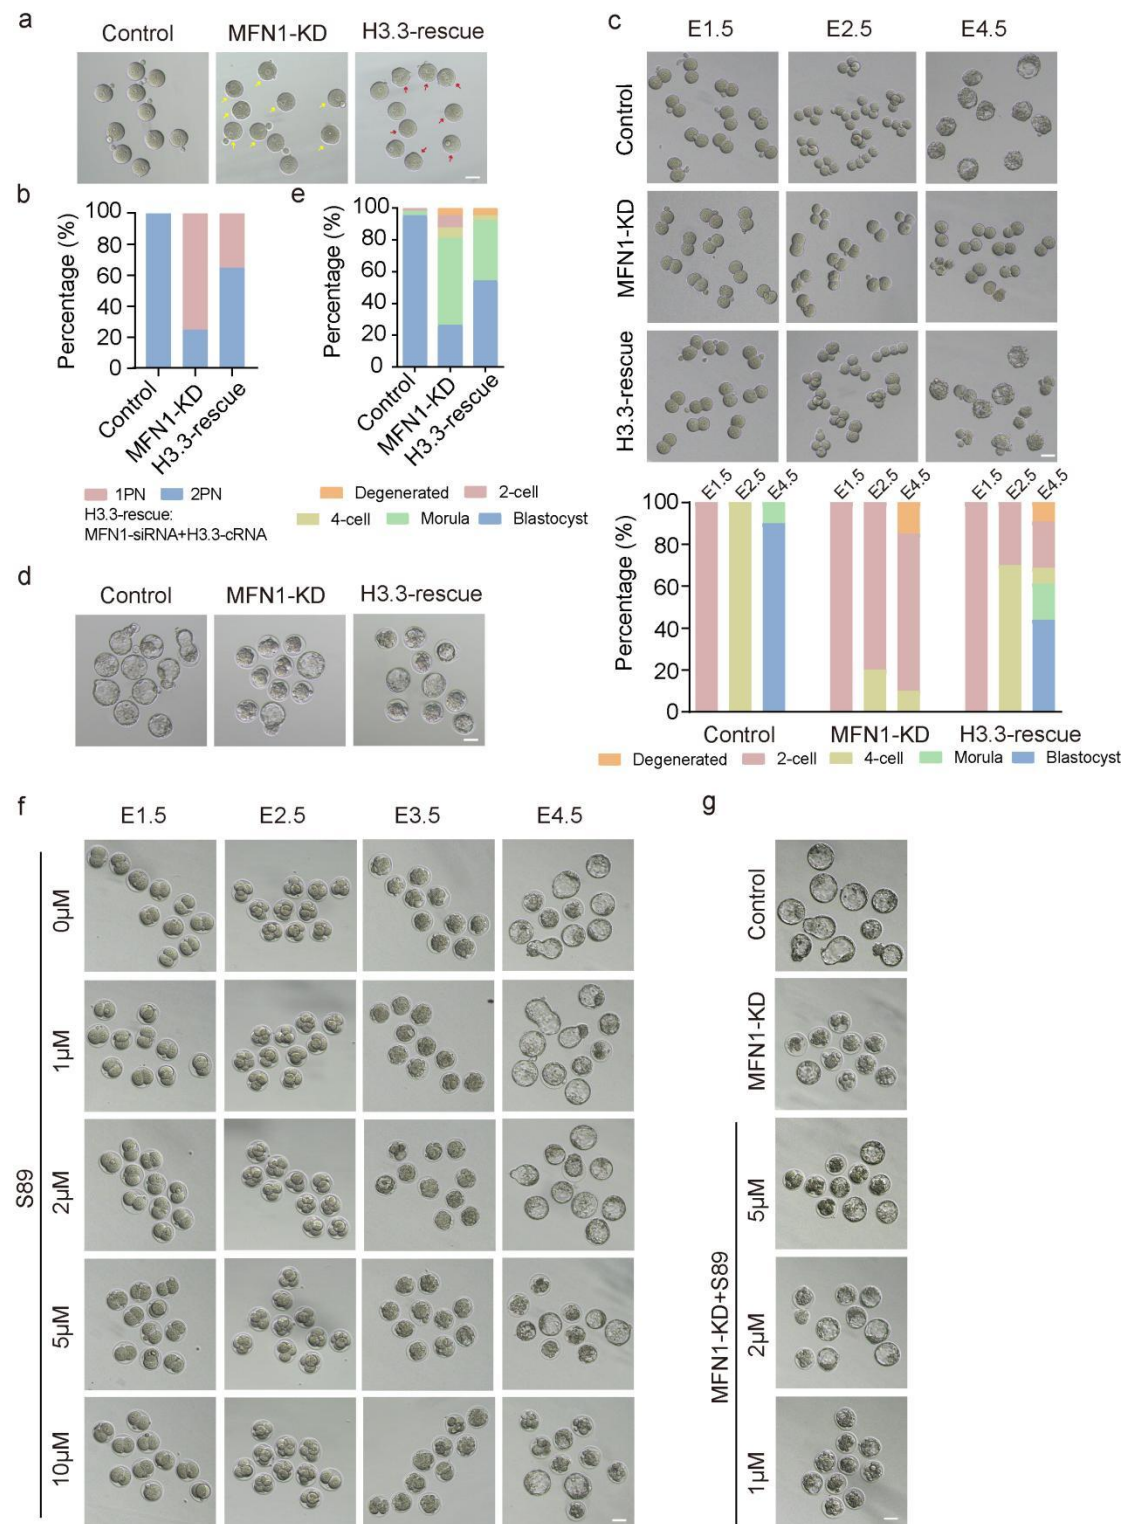 a
Control
MFN1-KD
H3.3-rescue
b
Percentage (%)
100
80
60
40
20
0
Control
MFN1-KD
H3.3-rescue
1PN
2PN
H3.3-rescue:
MFN1-siRNA+H3.3-cRNA
e
Percentage (%)
100
80
60
40
20
0
Control
MFN1-KD
H3.3-rescue
Degenerated
2-cell
4-cell
Morula
Blastocyst
c
E1.5
E2.5
E4.5
Control
MFN1-KD
H3.3-rescue
Percentage (%)
100
80
60
40
20
0
E1.5
E2.5
E4.5
E1.5
E2.5
E4.5
E1.5
E2.5
E4.5
Control
MFN1-KD
H3.3-rescue
Degenerated
2-cell
4-cell
Morula
Blastocyst
d
Control
MFN1-KD
H3.3-rescue
f
E1.5
E2.5
E3.5
E4.5
S89
0μM
1μM
2μM
5μM
10μM
g
Control
MFN1-KD
MFN1-KD+S89
5μM
2μM
1μM